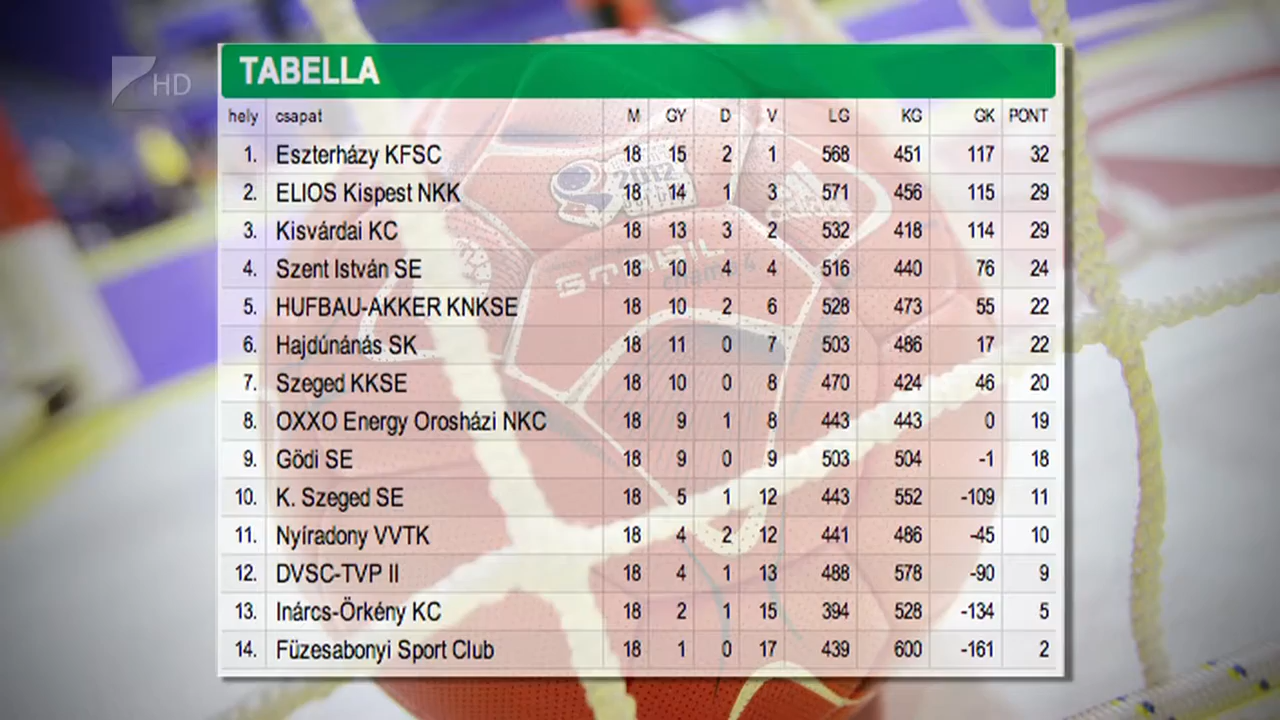 HD
TABELLA
hely csapat M GY D V LG KG GK PONT
1. Eszterházy KFSC 18 15 2 1 568 451 117 32
2. ELIOS Kispest NKK 18 14 1 3 571 456 115 29
3. Kisvárdai KC 18 13 3 2 532 418 114 29
4. Szent István SE 18 10 4 4 516 440 76 24
5. HUFBAU-AKKER KNKSE 18 10 2 6 528 473 55 22
6. Hajdúnánás SK 18 11 0 7 503 486 17 22
7. Szeged KKSE 18 10 0 8 470 424 46 20
8. OXXO Energy Orosházi NKC 18 9 1 8 443 443 0 19
9. Gödi SE 18 9 0 9 503 504 -1 18
10. K. Szeged SE 18 5 1 12 443 552 -109 11
11. Nyíradony VVTK 18 4 2 12 441 486 -45 10
12. DVSC-TVP II 18 4 1 13 488 578 -90 9
13. Inárcs-Örkény KC 18 2 1 15 394 528 -134 5
14. Füzesabonyi Sport Club 18 1 0 17 439 600 -161 2
2012